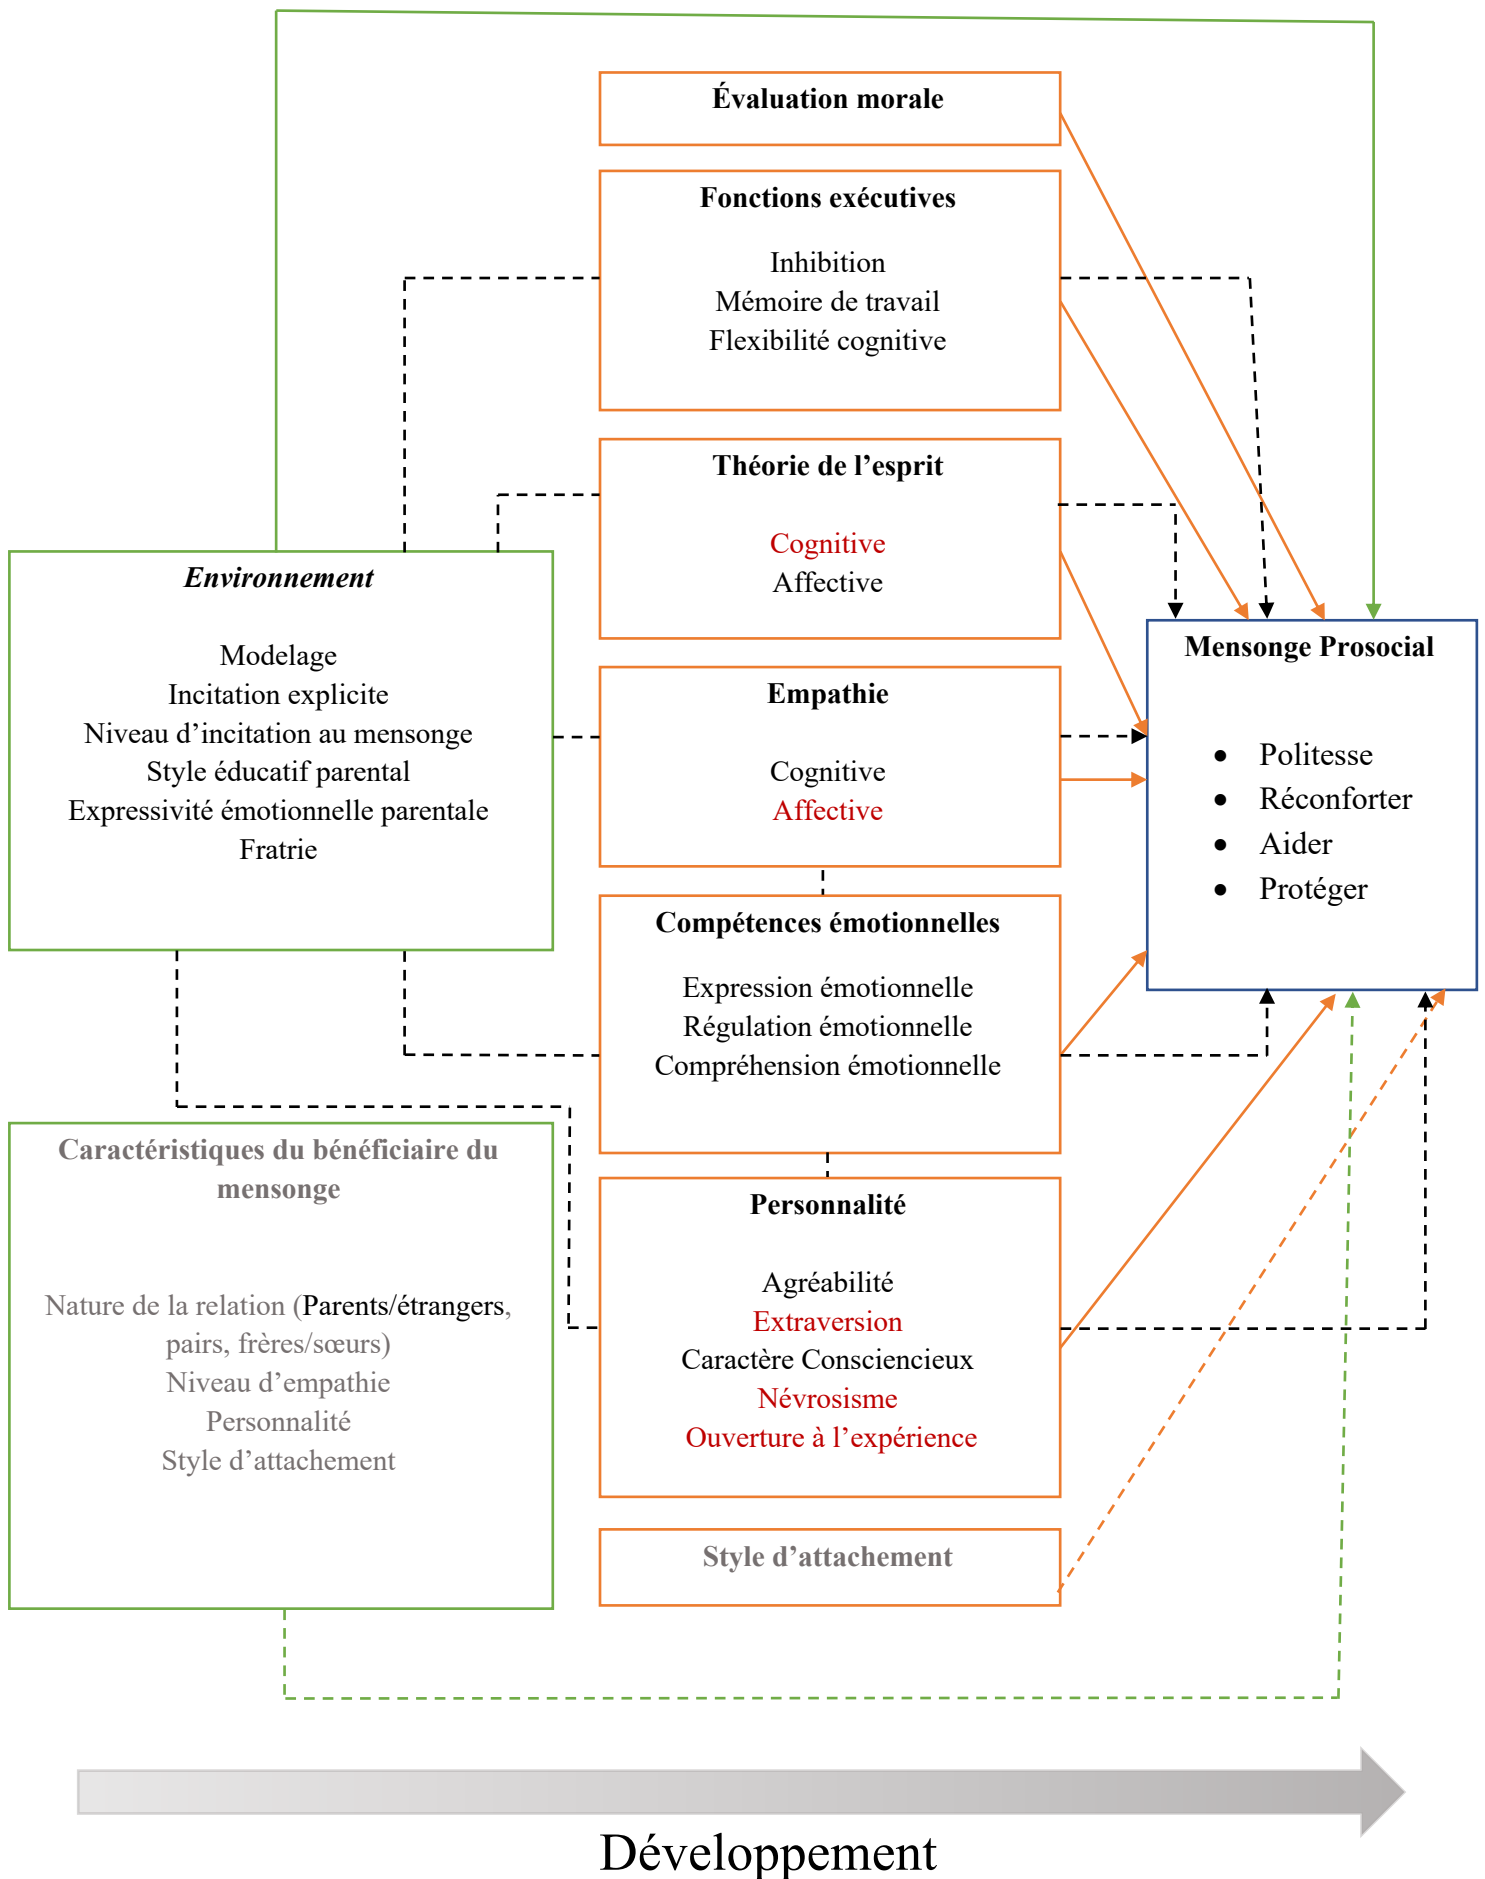 Évaluation morale
Fonctions exécutives
Inhibition
Mémoire de travail
Flexibilité cognitive
Théorie de l’esprit
Cognitive
Affective
Environnement
Modelage
Incitation explicite
Niveau d’incitation au mensonge
Style éducatif parental
Expressivité émotionnelle parentale
Fratrie
Empathie
Cognitive
Affective
Mensonge Prosocial
• Politesse
• Réconforter
• Aider
• Protéger
Compétences émotionnelles
Expression émotionnelle
Régulation émotionnelle
Compréhension émotionnelle
Caractéristiques du bénéficiaire du
mensonge
Nature de la relation (Parents/étrangers,
pairs, frères/sœurs)
Niveau d’empathie
Personnalité
Style d’attachement
Personnalité
Agréabilité
Extraversion
Caractère Consciencieux
Névrosisme
Ouverture à l’expérience
Style d’attachement
Développement